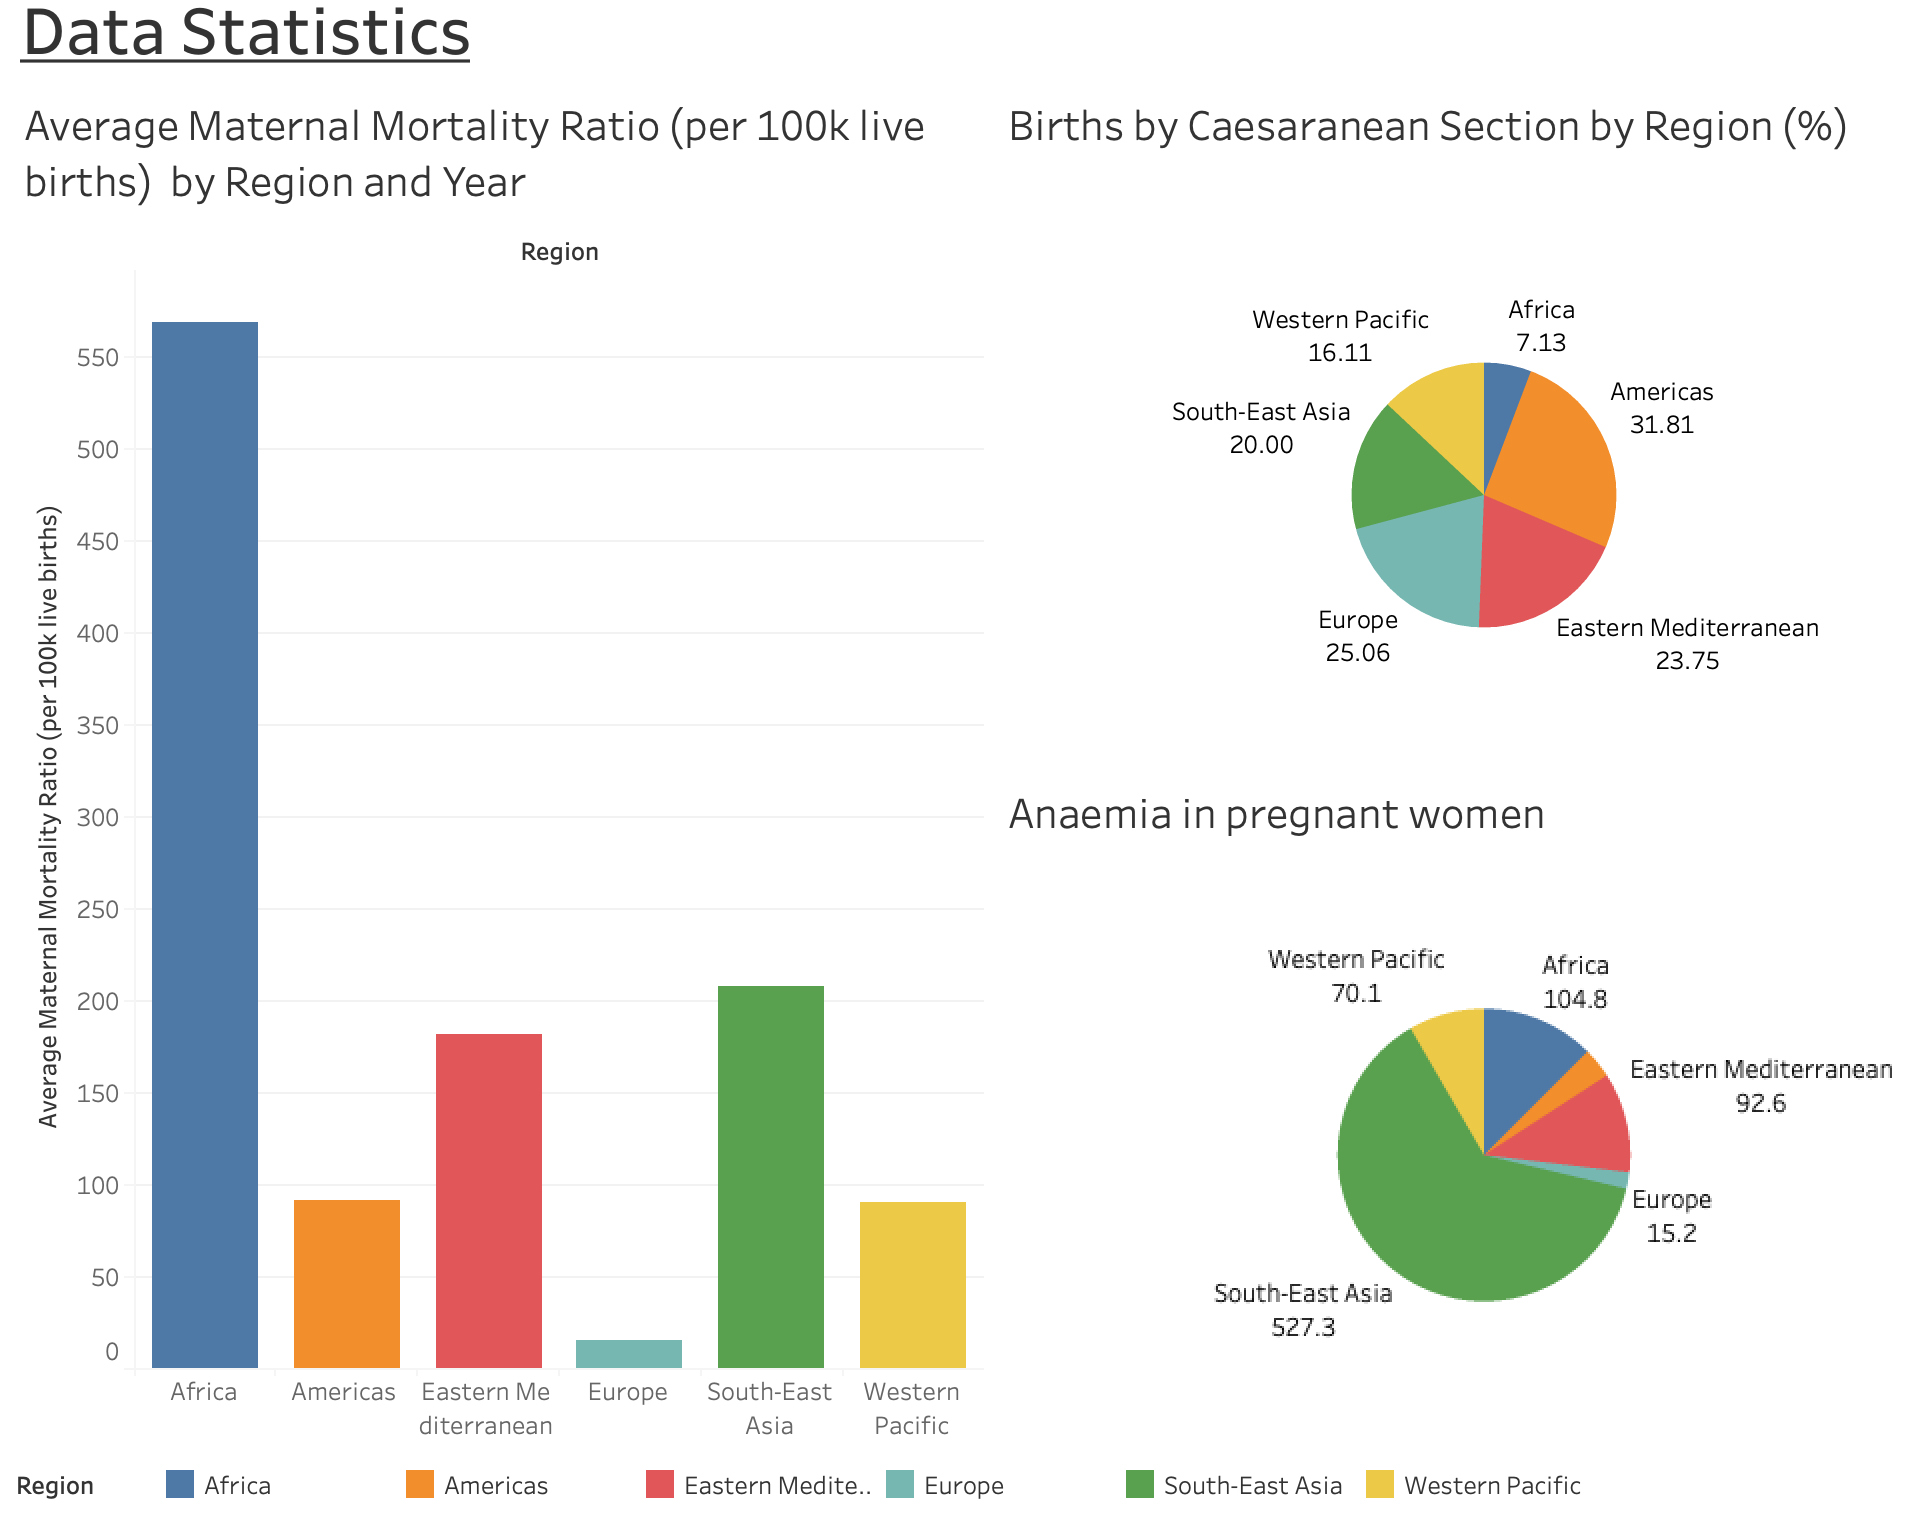 Data Statistics
Average Maternal Mortality Ratio (per 100k live
births)  by Region and Year
Region
Average Maternal Mortality Ratio (per 100k live births)
550
500
450
400
350
300
250
200
150
100
50
0
Africa
Americas
Eastern Me
diterranean
Europe
South-East
Asia
Western
Pacific
Births by Caesaranean Section by Region (%)
Western Pacific
16.11
Africa
7.13
Americas
31.81
South-East Asia
20.00
Europe
25.06
Eastern Mediterranean
23.75
Anaemia in pregnant women
Western Pacific
70.1
Africa
104.8
Eastern Mediterranean
92.6
Europe
15.2
South-East Asia
527.3
Region
Africa
Americas
Eastern Medite..
Europe
South-East Asia
Western Pacific